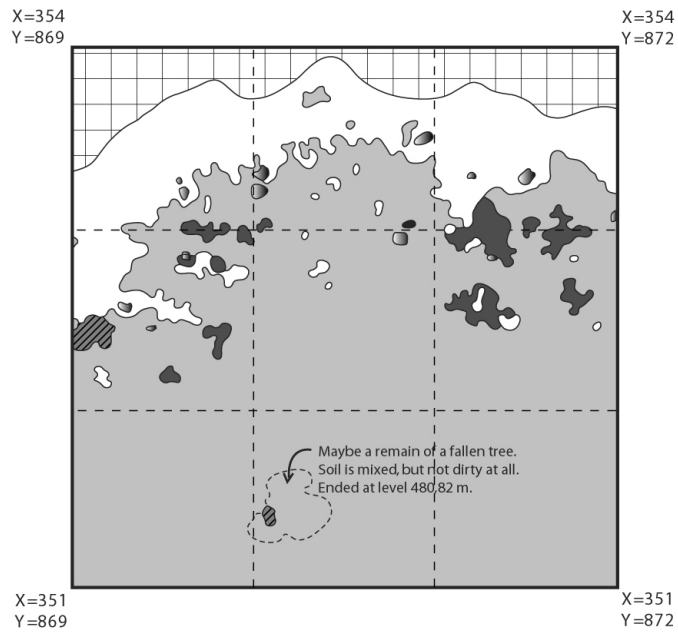 X=354
Y=869
X=354
Y=872
Maybe a remain of a fallen tree.
Soil is mixed, but not dirty at all.
Ended at level 480,82 m.
X=351
Y=869
X=351
Y=872